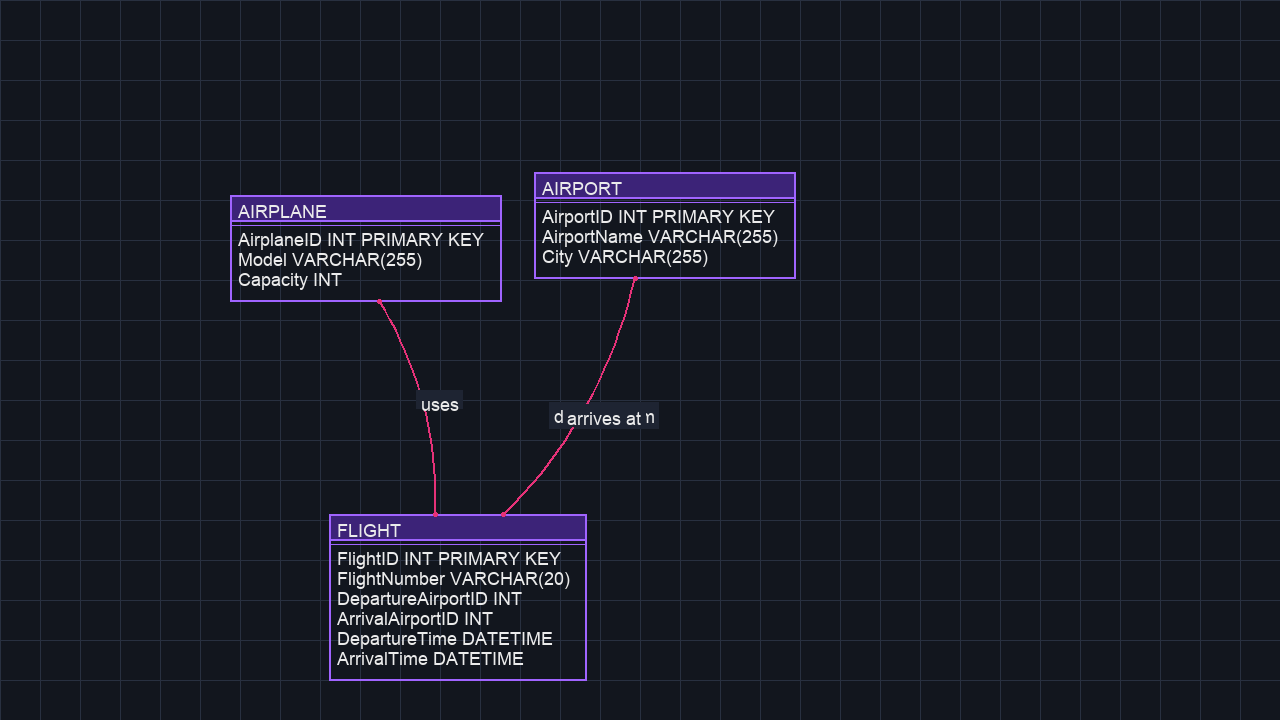 AIRPLANE
AirplaneID INT PRIMARY KEY
Model VARCHAR(255)
Capacity INT
AIRPORT
AirportID INT PRIMARY KEY
AirportName VARCHAR(255)
City VARCHAR(255)
uses
arrives at
FLIGHT
FlightID INT PRIMARY KEY
FlightNumber VARCHAR(20)
DepartureAirportID INT
ArrivalAirportID INT
DepartureTime DATETIME
ArrivalTime DATETIME